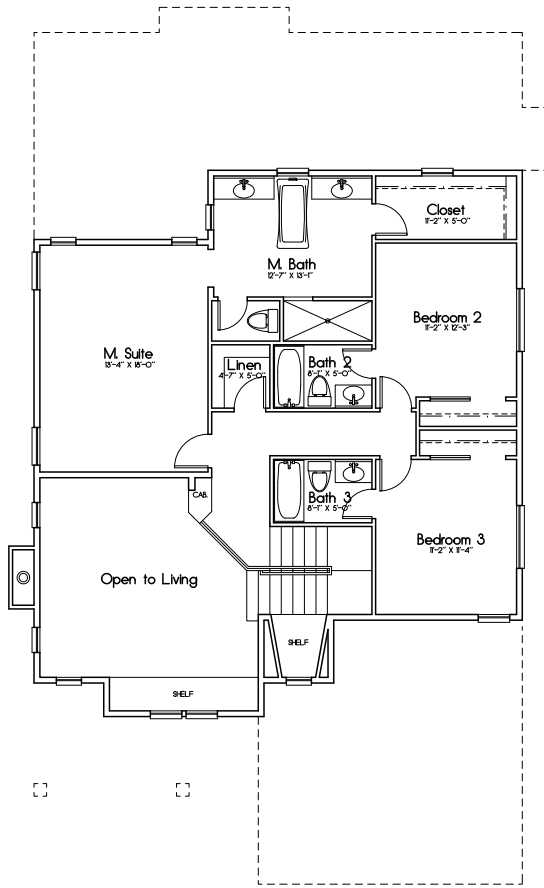 Closet
11'-2" X 5'-0"
M. Bath
12'-7" X 13'-1"
Bedroom 2
11'-2" X 12'-3"
M. Suite
13'-4" X 18'-0"
Linen
4'-7" X 5'-0"
Bath 2
8'-1" X 5'-0"
CAB.
Bath 3
8'-1" X 5'-0"
Bedroom 3
11'-2" X 11'-4"
Open to Living
SHELF
SHELF